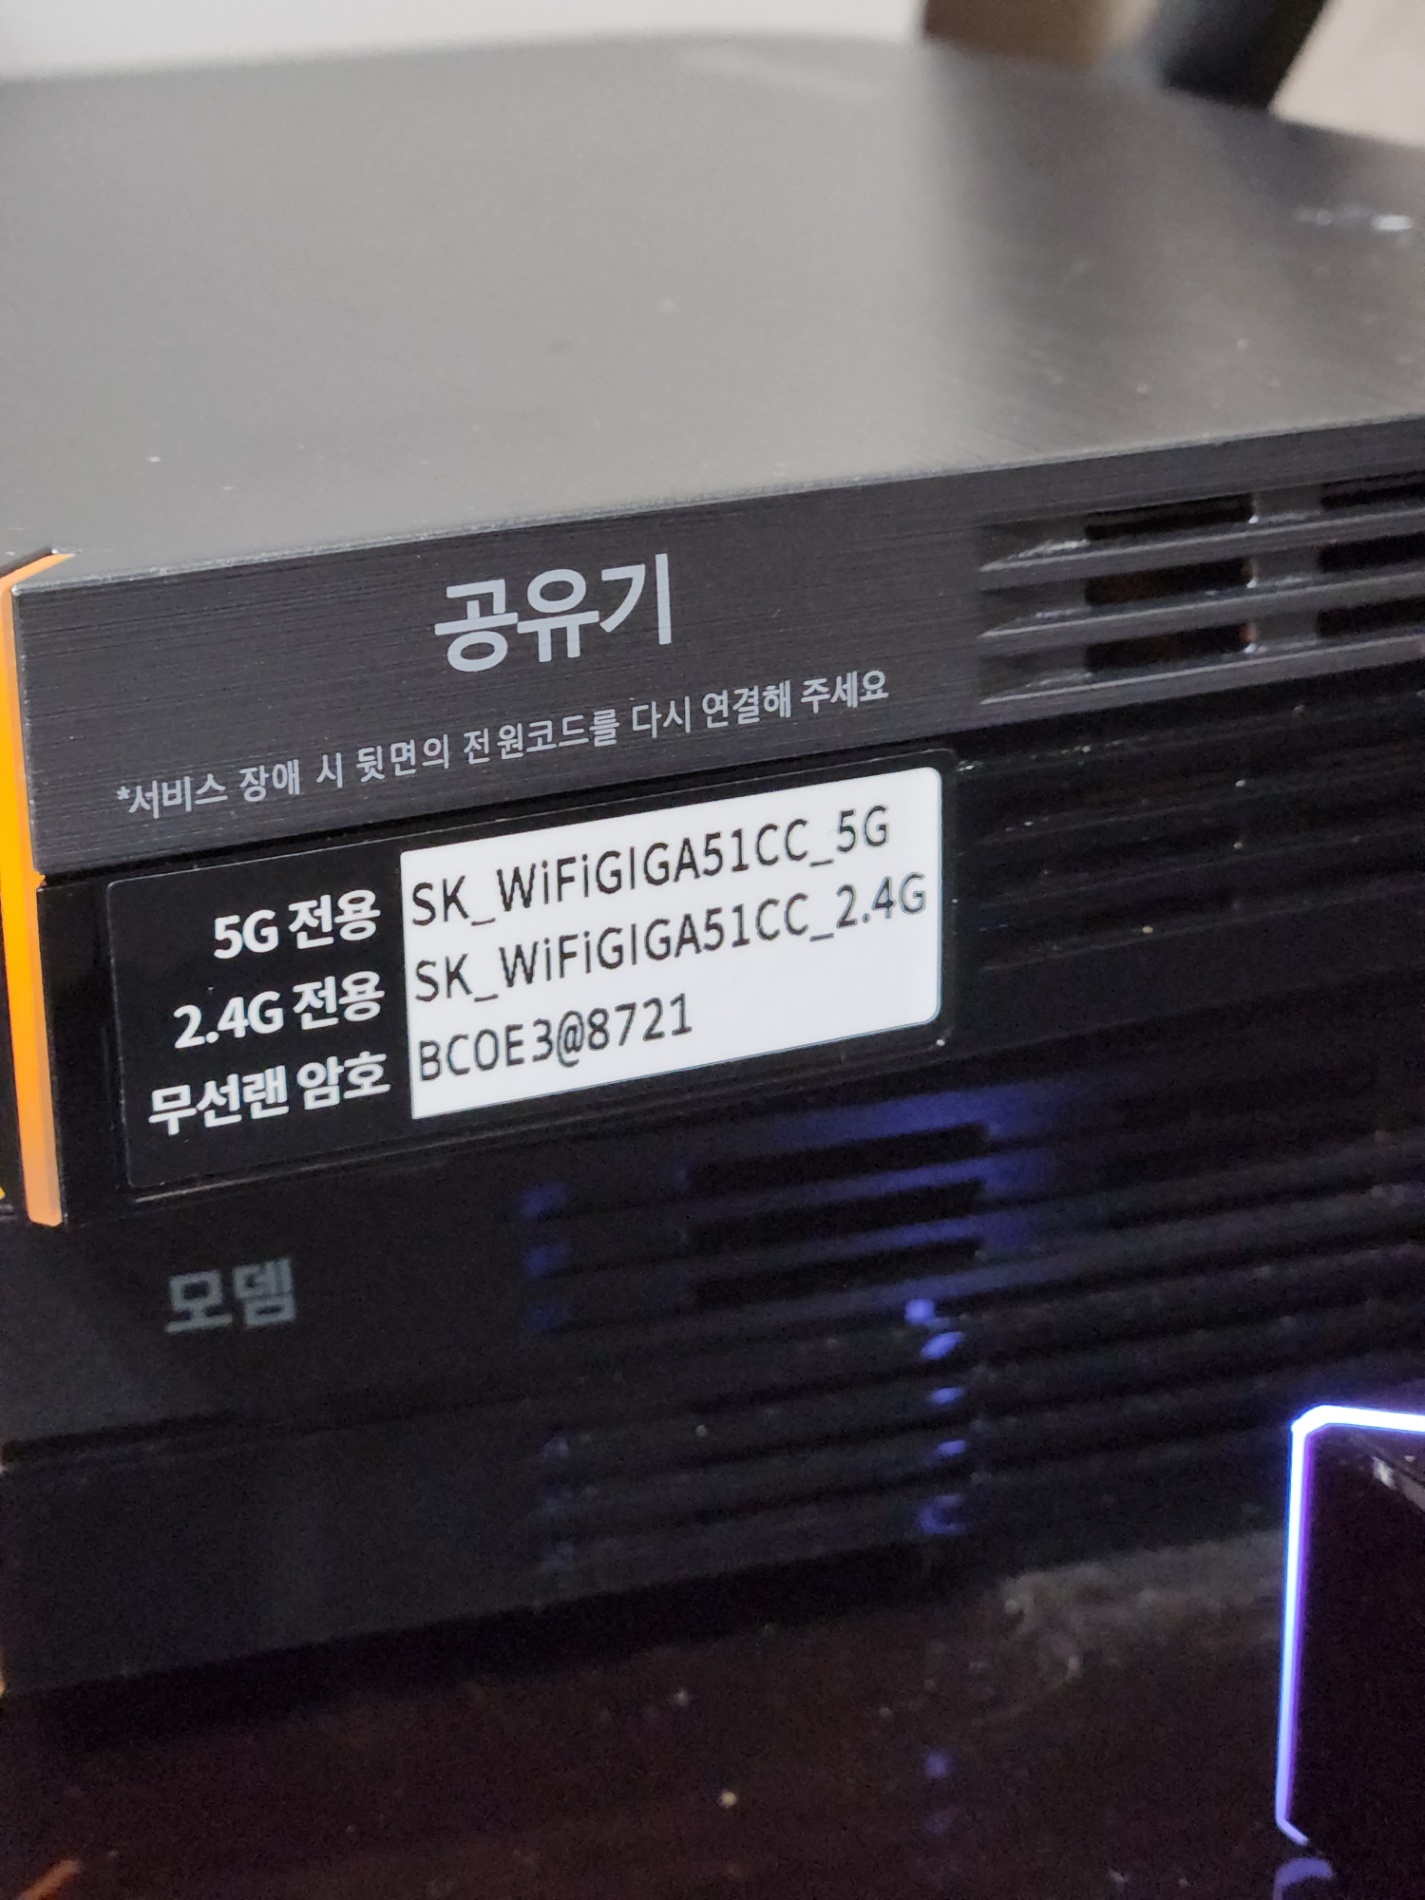 공유기
*서비스 장애 시 뒷면의 전원코드를 다시 연결해 주세요
5G 전용 SK_WiFiGIGA51CC_5G
2.4G 전용 SK_WiFiGIGA51CC_2.4G
무선랜 암호 BC0E3@8721
모뎀